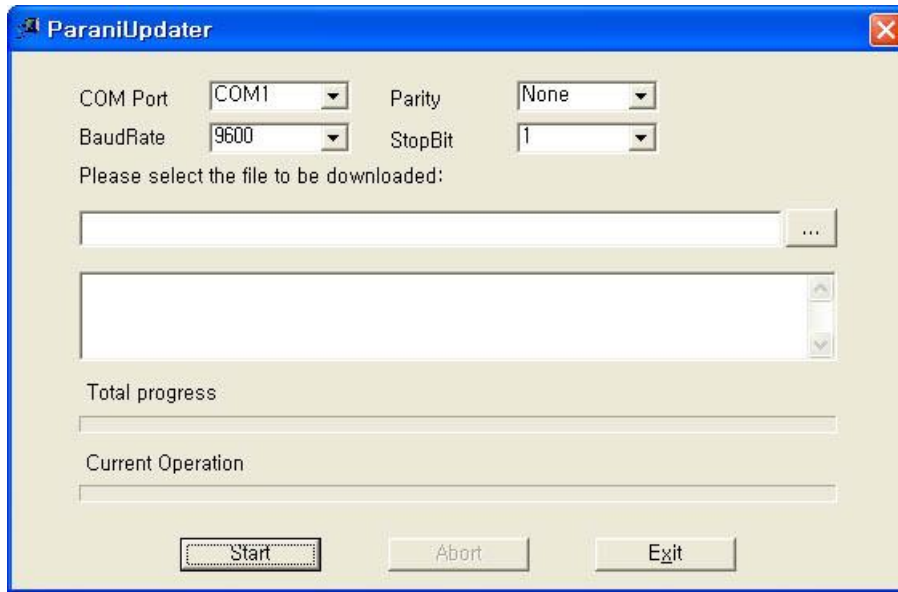 ParaniUpdater
COM Port COM1 Parity None
BaudRate 9600 StopBit 1
Please select the file to be downloaded:
...
Total progress
Current Operation
Start Abort Exit